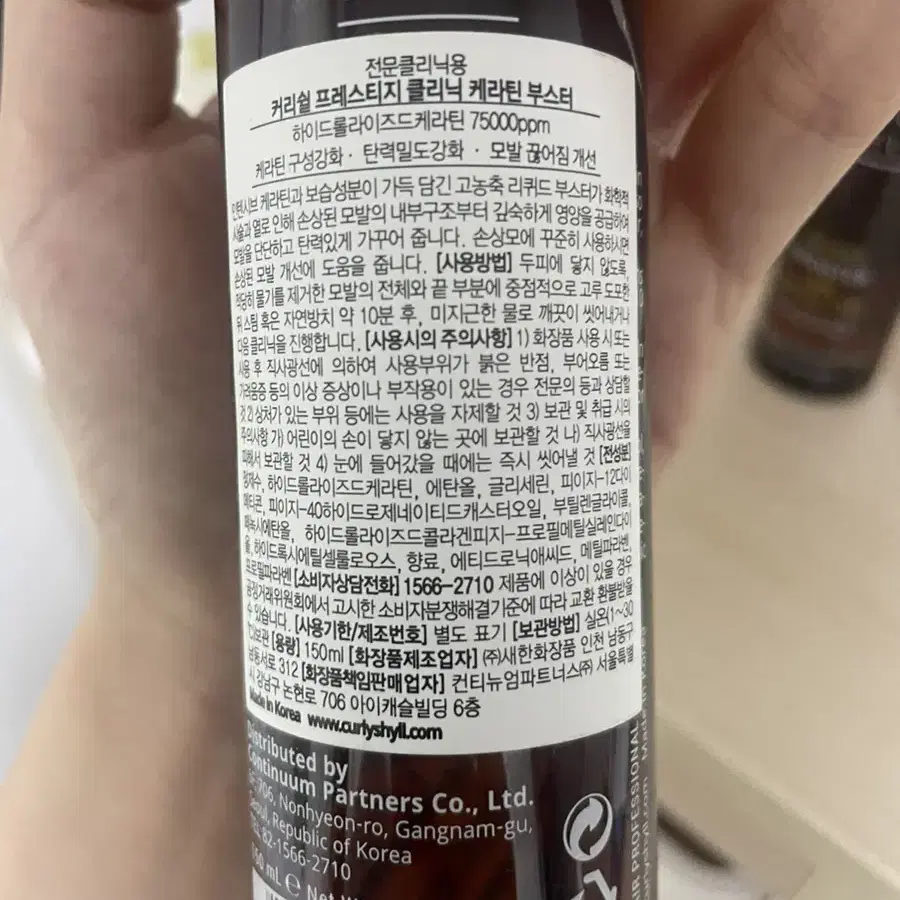 전문클리닉용
커리쉴 프레스티지 클리닉 케라틴 부스터
하이드롤라이즈드케라틴 75000ppm
케라틴 구성강화 · 탄력밀도강화 · 모발 끊어짐 개선
인텐시브 케라틴과 보습성분이 가득 담긴 고농축 리퀴드 부스터가 화학적
시술과 열로 인해 손상된 모발의 내부구조부터 깊숙하게 영양을 공급하여
모발을 단단하고 탄력있게 가꾸어 줍니다. 손상모에 꾸준히 사용하시면
손상된 모발 개선에 도움을 줍니다. [사용방법] 두피에 닿지 않도록,
적당히 물기를 제거한 모발의 전체와 끝 부분에 중점적으로 고루 도포한
뒤 스팀 혹은 자연방치 약 10분 후, 미지근한 물로 깨끗이 씻어내거나
다음 클리닉을 진행합니다. [사용시의 주의사항] 1) 화장품 사용 시 또는
사용 후 직사광선에 의하여 사용부위가 붉은 반점, 부어오름 또는
가려움증 등의 이상 증상이나 부작용이 있는 경우 전문의 등과 상담할
것 2) 상처가 있는 부위 등에는 사용을 자제할 것 3) 보관 및 취급 시의
주의사항 가) 어린이의 손이 닿지 않는 곳에 보관할 것 나) 직사광선을
피해서 보관할 것 4) 눈에 들어갔을 때에는 즉시 씻어낼 것 [전성분]
정제수, 하이드롤라이즈드케라틴, 에탄올, 글리세린, 피이지-12다이
메티콘, 피이지-40하이드로제네이티드캐스터오일, 부틸렌글라이콜,
페녹시에탄올, 하이드롤라이즈드콜라겐피지-프로필메틸실레인다이
올, 하이드록시에틸셀룰로오스, 향료, 에티드로닉애씨드, 메틸파라벤,
프로필파라벤 [소비자상담전화] 1566-2710 제품에 이상이 있을 경우
공정거래위원회에서 고시한 소비자분쟁해결기준에 따라 교환 환불받을
수 있습니다. [사용기한/제조번호] 별도 표기 [보관방법] 실온(1~30
℃)보관 [용량] 150ml [화장품제조업자] ㈜새한화장품 인천 남동구
남동서로 312 [화장품책임판매업자] 컨티뉴엄파트너스㈜ 서울특별
시 강남구 논현로 706 아이캐슬빌딩 6층
Made in Korea www.curlyshyll.com
Distributed by
Continuum Partners Co., Ltd.
706, Nonhyeon-ro, Gangnam-gu,
Seoul, Republic of Korea
TEL 82-1566-2710
150 mL ℮ Net
HAIR PROFESSIONAL
curlyshyll.com Made in Korea